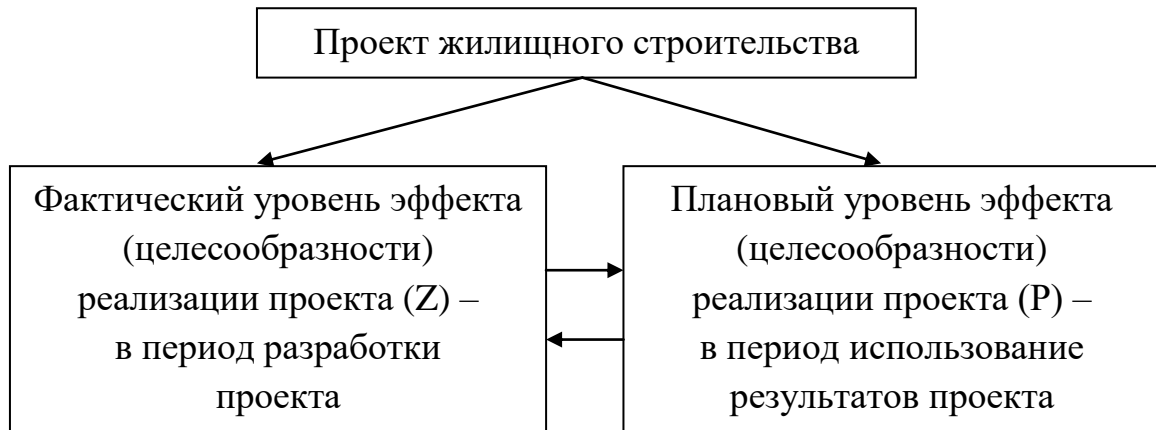 Проект жилищного строительства
Фактический уровень эффекта
(целесообразности)
реализации проекта (Z) –
в период разработки
проекта
Плановый уровень эффекта
(целесообразности)
реализации проекта (P) –
в период использование
результатов проекта